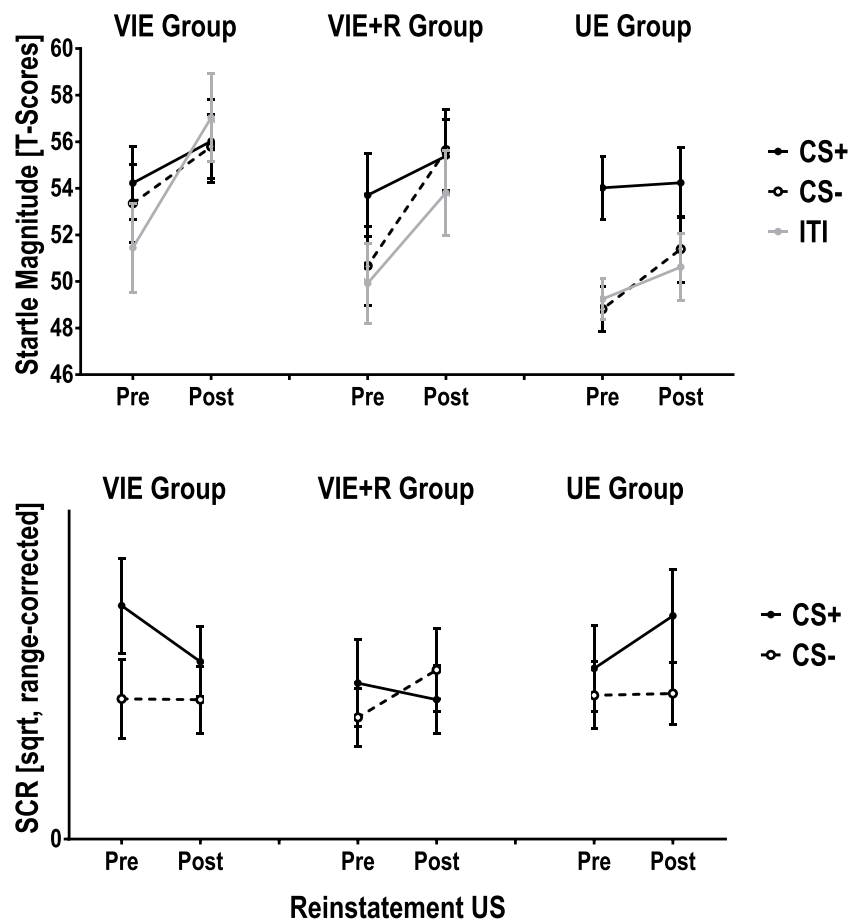 VIE Group
VIE+R Group
UE Group
Startle Magnitude [T-Scores]
60
58
56
54
52
50
48
46
Pre
Post
Pre
Post
Pre
Post
CS+
CS-
ITI
VIE Group
VIE+R Group
UE Group
SCR [sqrt, range-corrected]
0
Pre
Post
Pre
Post
Pre
Post
CS+
CS-
Reinstatement US